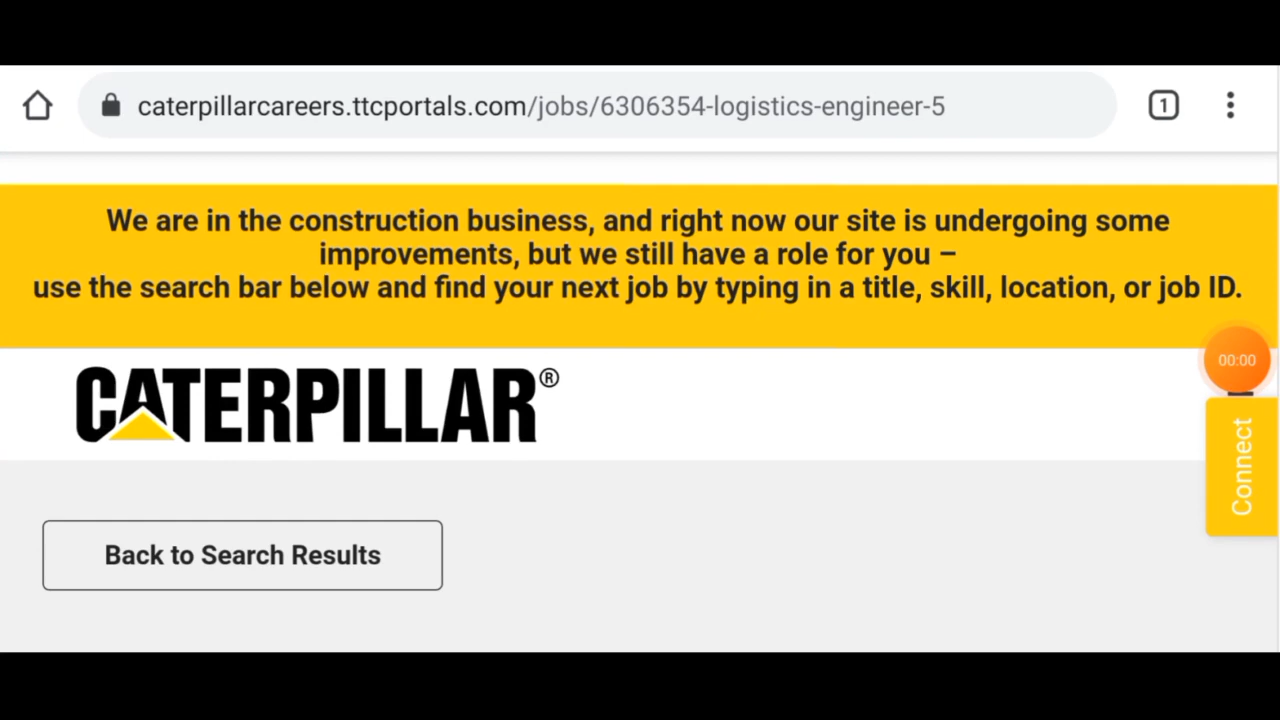 caterpillarcareers.ttcportals.com/jobs/6306354-logistics-engineer-5
1
We are in the construction business, and right now our site is undergoing some
improvements, but we still have a role for you –
use the search bar below and find your next job by typing in a title, skill, location, or job ID.
00:00
CATERPILLAR®
Connect
Back to Search Results